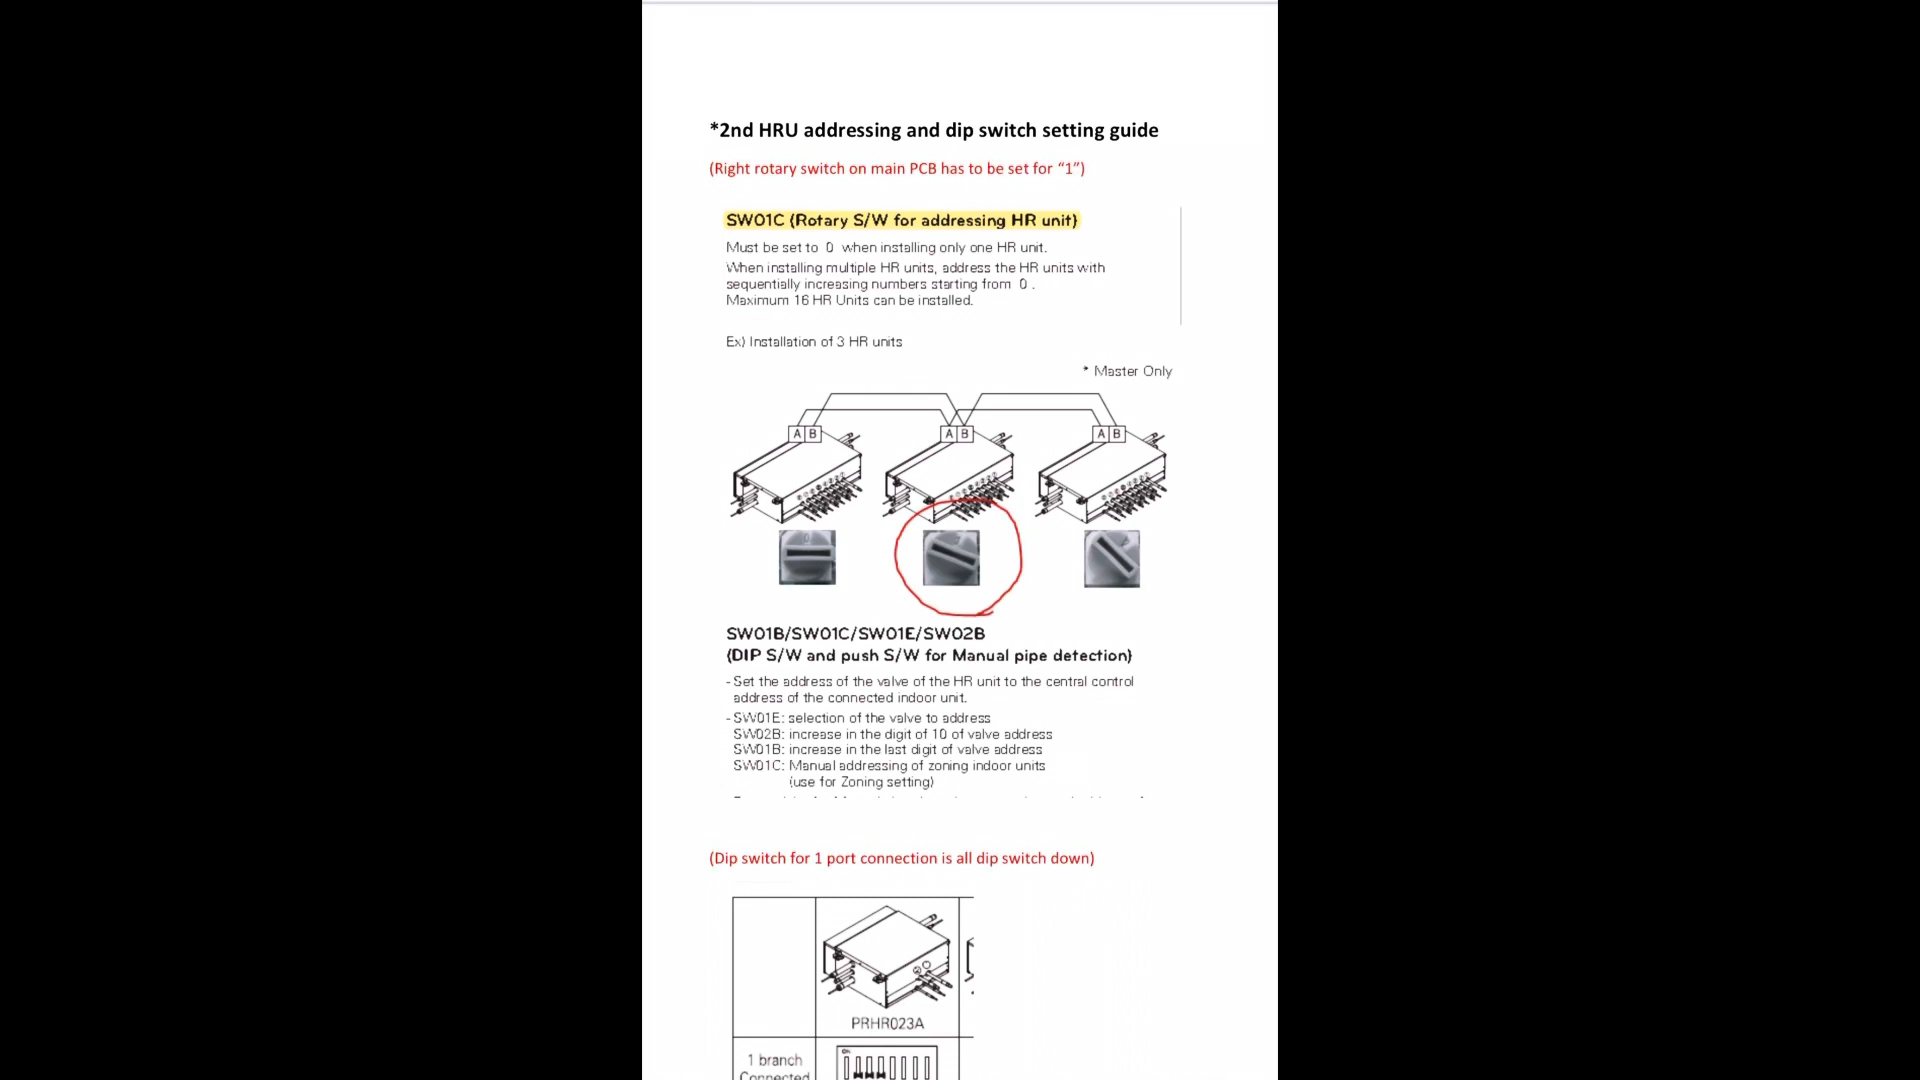 *2nd HRU addressing and dip switch setting guide
(Right rotary switch on main PCB has to be set for “1”)
SW01C (Rotary S/W for addressing HR unit)
Must be set to 0 when installing only one HR unit.
When installing multiple HR units, address the HR units with
sequentially increasing numbers starting from 0 .
Maximum 16 HR Units can be installed.
Ex) Installation of 3 HR units
* Master Only
A B A B A B
0
SW01B/SW01C/SW01E/SW02B
(DIP S/W and push S/W for Manual pipe detection)
- Set the address of the valve of the HR unit to the central control
address of the connected indoor unit.
- SW01E: selection of the valve to address
SW02B: increase in the digit of 10 of valve address
SW01B: increase in the last digit of valve address
SW01C: Manual addressing of zoning indoor units
(use for Zoning setting)
(Dip switch for 1 port connection is all dip switch down)
PRHR023A
1 branch
Connected